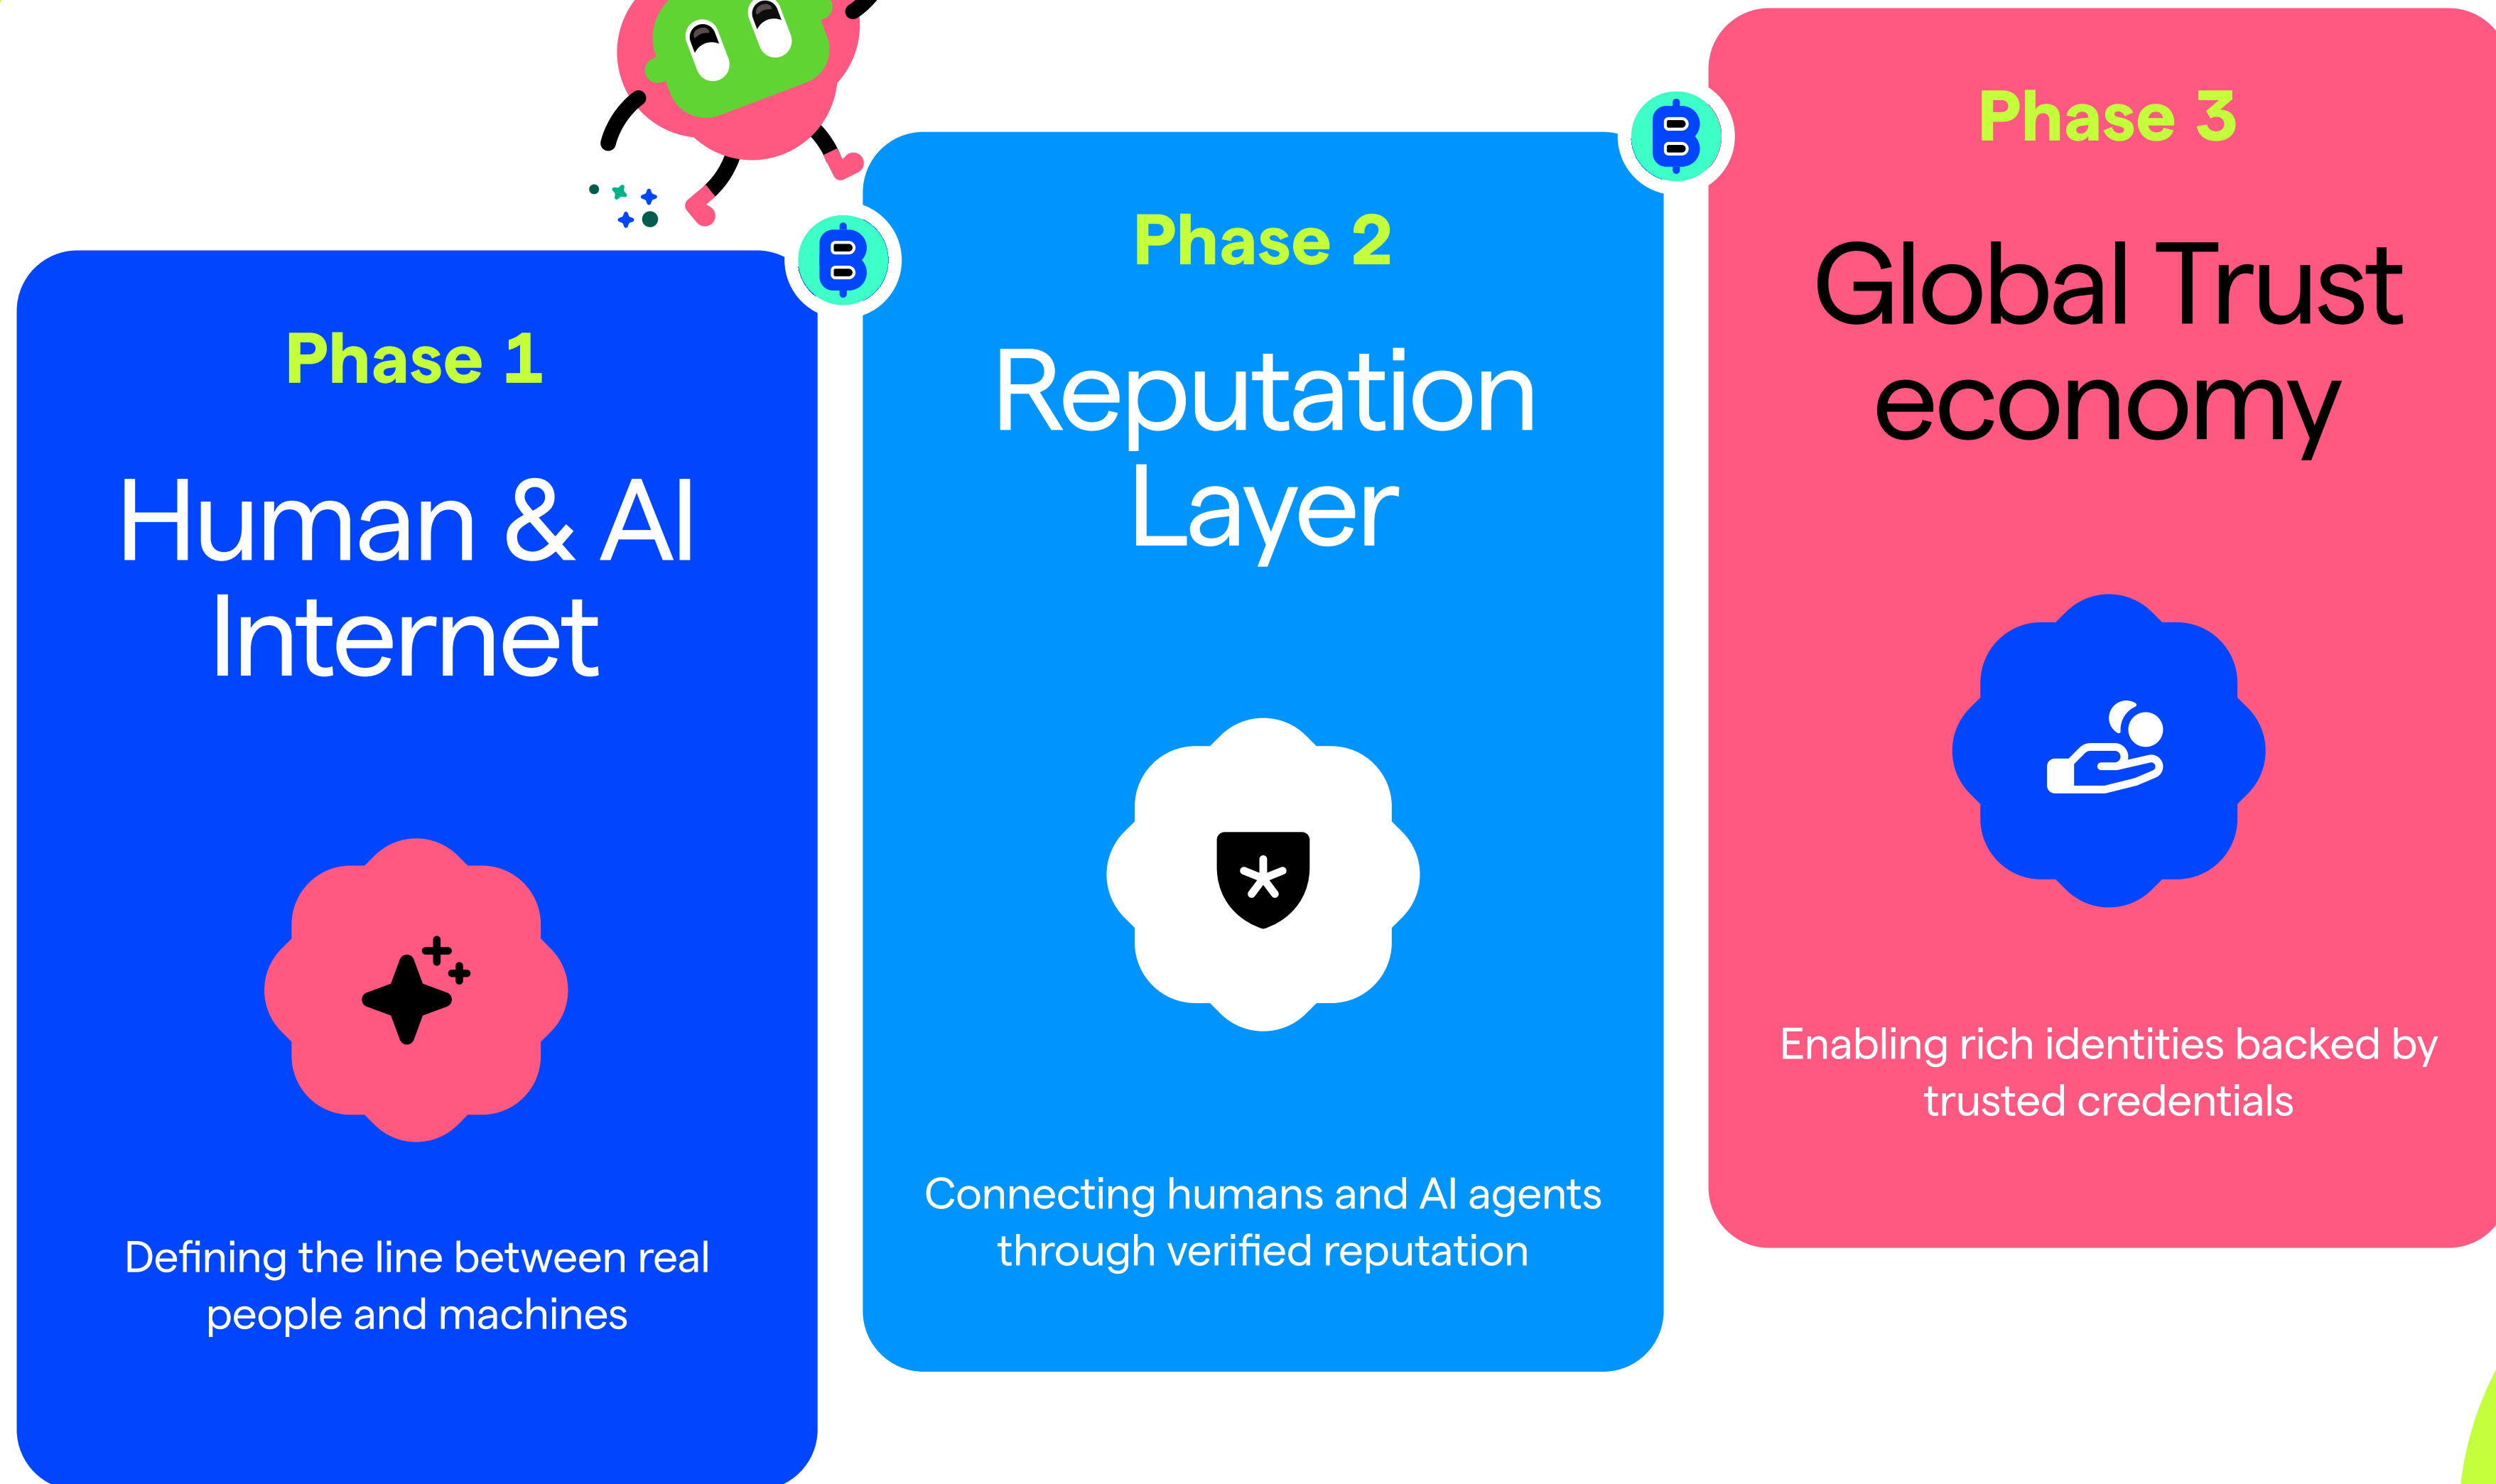 Phase 1
Human & AI
Internet
Defining the line between real
people and machines
Phase 2
Reputation
Layer
Connecting humans and AI agents
through verified reputation
Phase 3
Global Trust
economy
Enabling rich identities backed by
trusted credentials